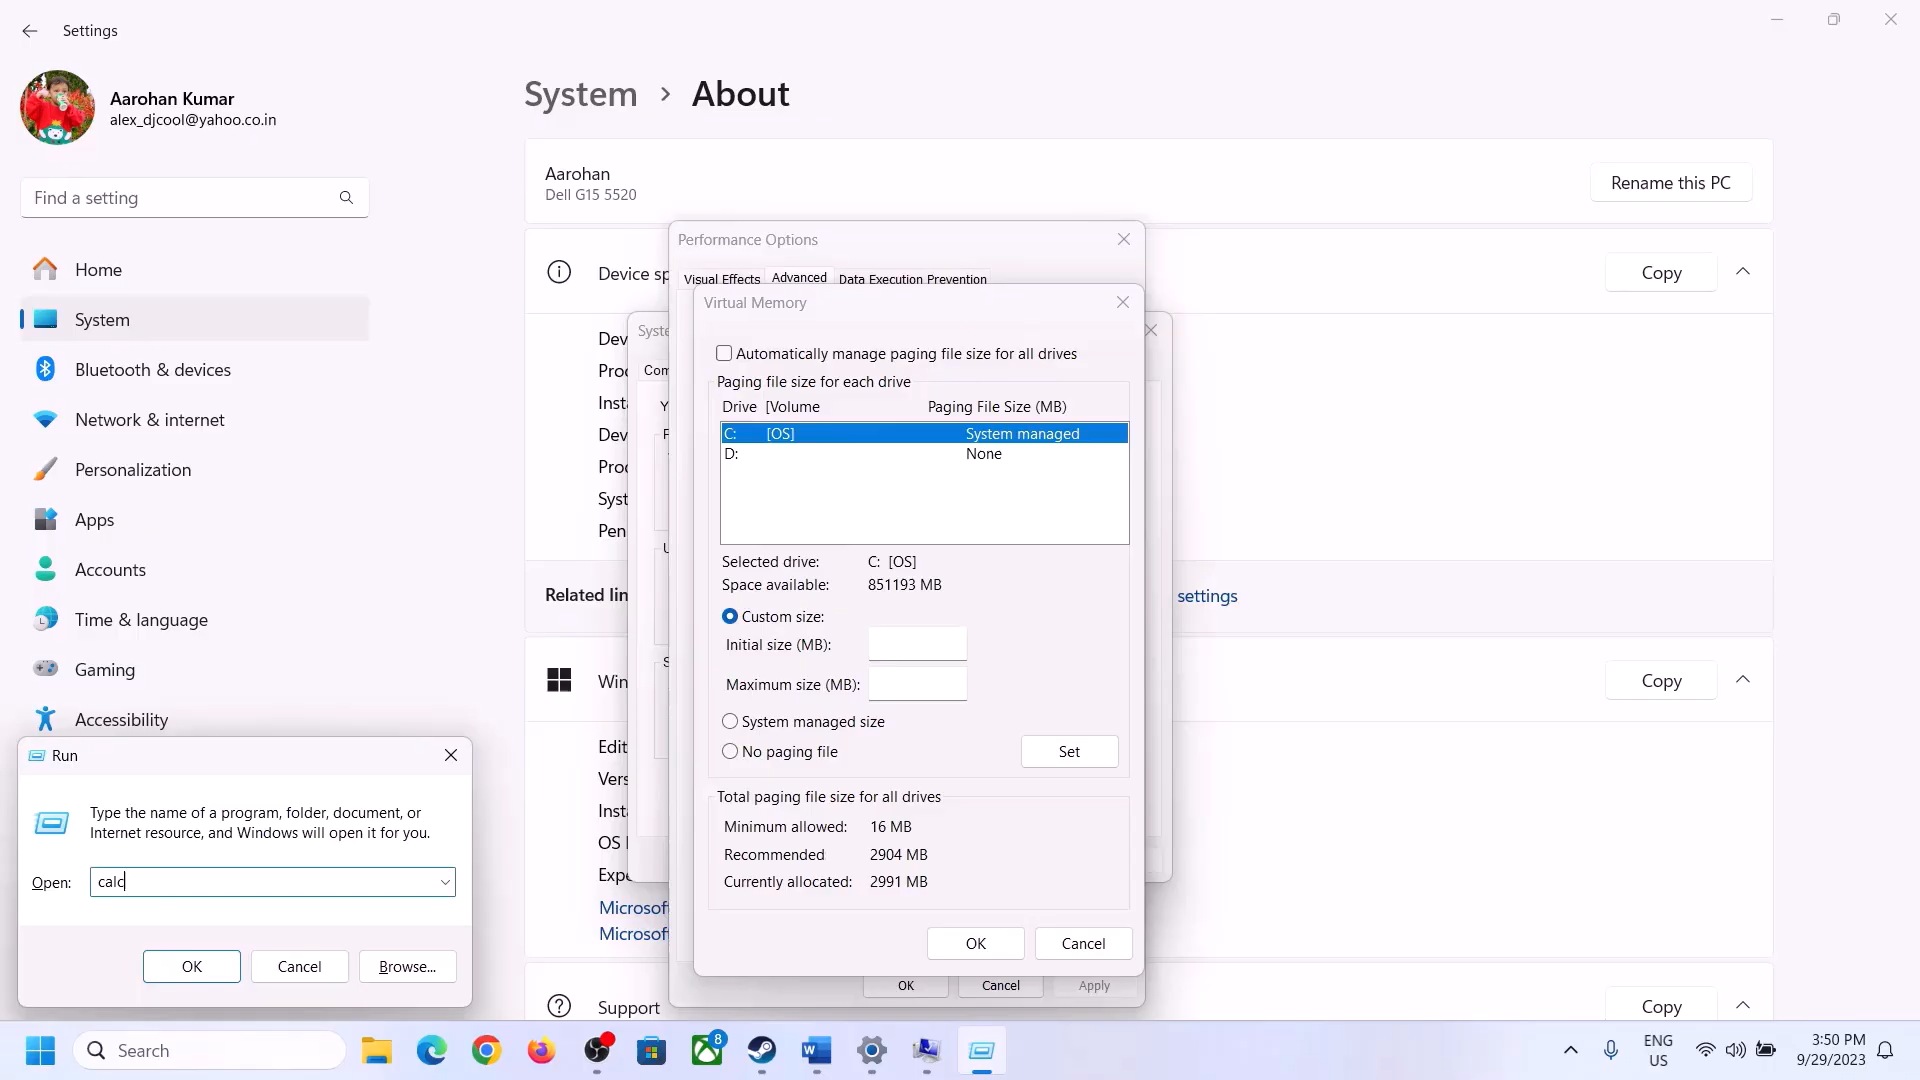 Settings
Aarohan Kumar
alex_djcool@yahoo.co.in
Find a setting
Home
System
Bluetooth & devices
Network & internet
Personalization
Apps
Accounts
Time & language
Gaming
Accessibility
System > About
Aarohan
Dell G15 5520
Rename this PC
Device sp
Copy
Related lin
settings
Win
Copy
Edit
Vers
Inst
OS
Expe
Microsof
Microsof
Support
Copy
Dev
Proc
Inst
Dev
Proc
Syst
Pen
Syste
Com
Performance Options
Visual Effects
Advanced
Data Execution Prevention
OK
Cancel
Apply
Virtual Memory
Automatically manage paging file size for all drives
Paging file size for each drive
Drive [Volume Paging File Size (MB)
C: [OS] System managed
D: None
Selected drive: C: [OS]
Space available: 851193 MB
Custom size:
Initial size (MB):
Maximum size (MB):
System managed size
No paging file
Set
Total paging file size for all drives
Minimum allowed: 16 MB
Recommended 2904 MB
Currently allocated: 2991 MB
OK
Cancel
Run
Type the name of a program, folder, document, or
Internet resource, and Windows will open it for you.
Open: calc
OK
Cancel
Browse...
Search
8
ENG
US
3:50 PM
9/29/2023